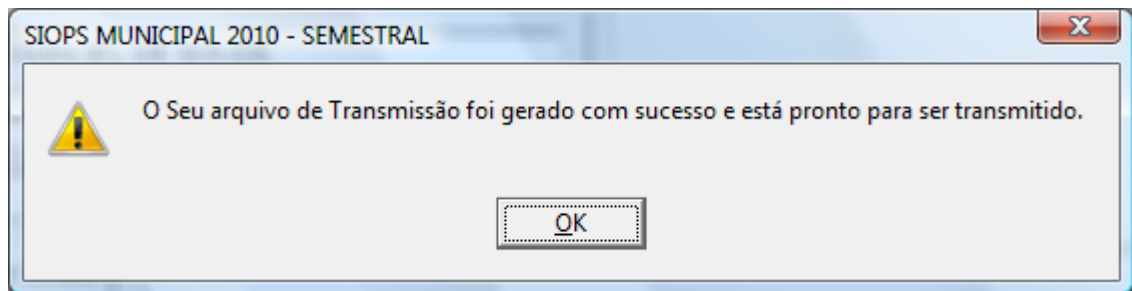 SIOPS MUNICIPAL 2010 - SEMESTRAL
O Seu arquivo de Transmissão foi gerado com sucesso e está pronto para ser transmitido.
OK